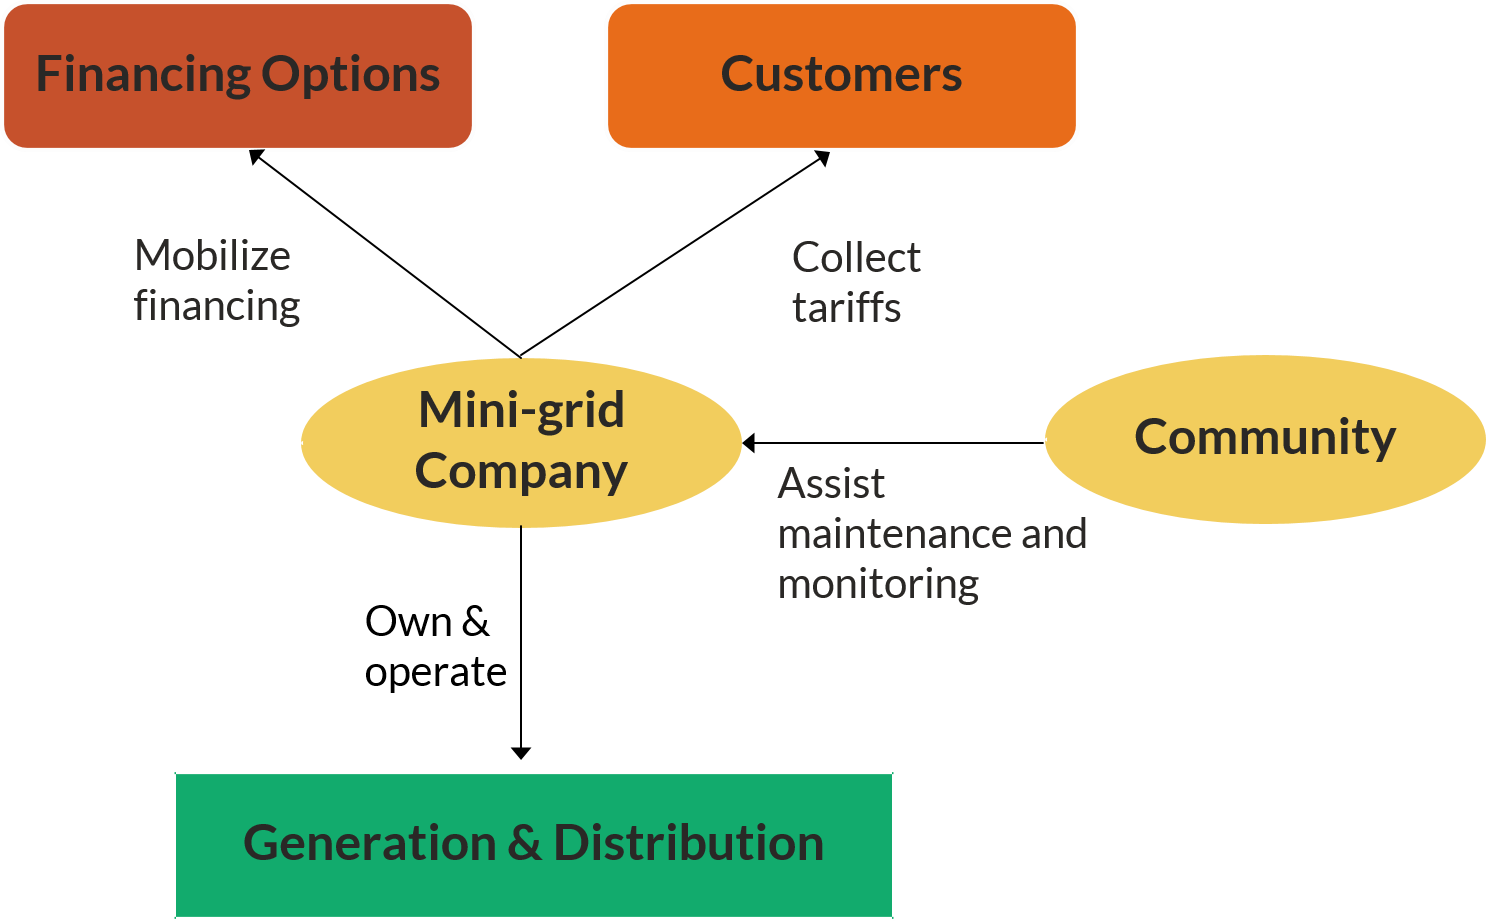 Financing Options
Customers
Mobilize
financing
Collect
tariffs
Mini-grid
Company
Community
Assist
maintenance and
monitoring
Own &
operate
Generation & Distribution